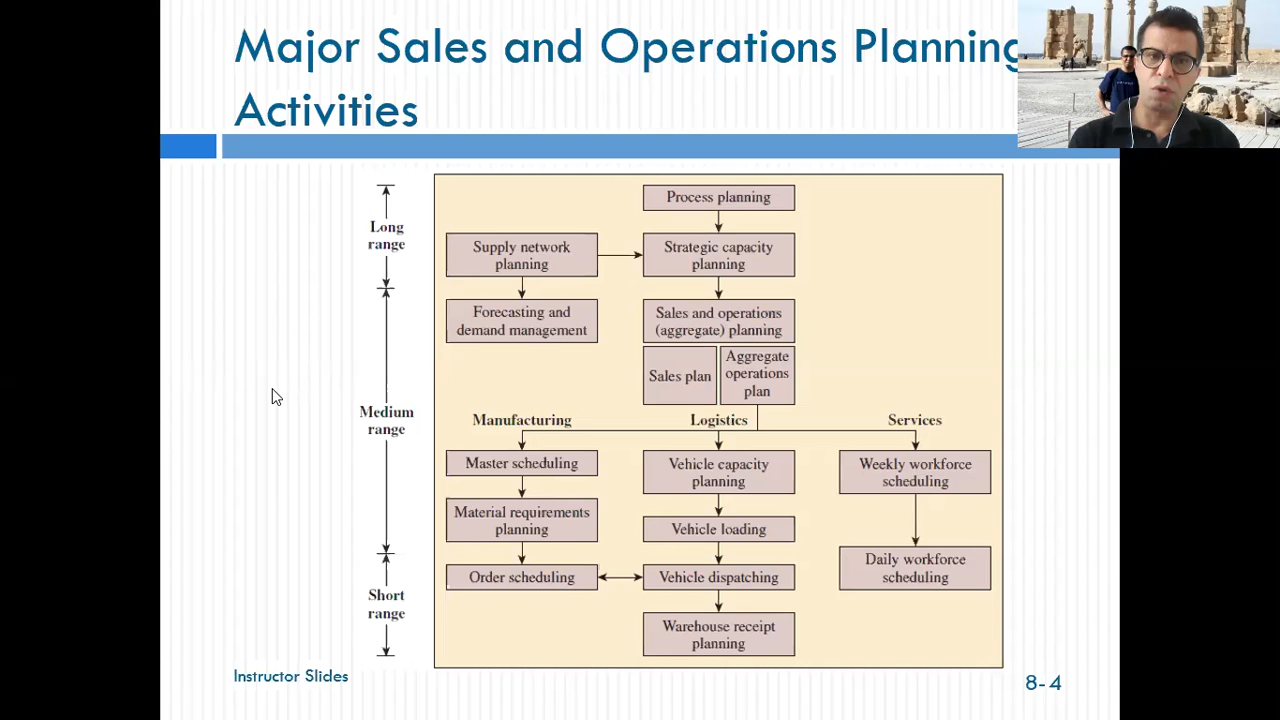 Major Sales and Operations Planning
Activities
Process planning
Long
range
Supply network
planning
Strategic capacity
planning
Forecasting and
demand management
Sales and operations
(aggregate) planning
Sales plan
Aggregate
operations
plan
Medium
range
Manufacturing
Logistics
Services
Master scheduling
Vehicle capacity
planning
Weekly workforce
scheduling
Material requirements
planning
Vehicle loading
Order scheduling
Vehicle dispatching
Daily workforce
scheduling
Short
range
Warehouse receipt
planning
Instructor Slides
8-4